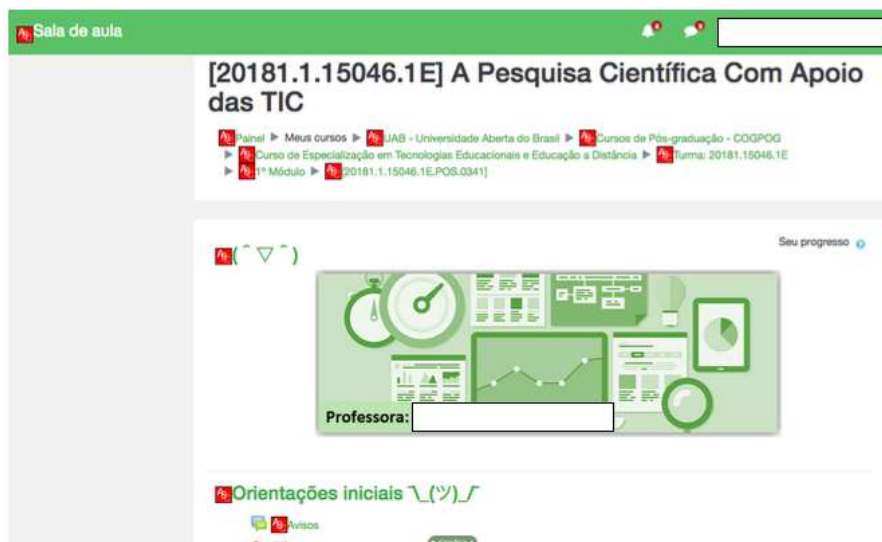 Sala de aula
[20181.1.15046.1E] A Pesquisa Científica Com Apoio
das TIC
Painel ▶ Meus cursos ▶ UAB - Universidade Aberta do Brasil ▶ Cursos de Pós-graduação - COGPOG
▶ Curso de Especialização em Tecnologias Educacionais e Educação a Distância ▶ Turma: 20181.15046.1E
▶ 1º Módulo ▶ [20181.1.15046.1E.POS.0341]
Seu progresso
(ˆ▽ˆ)
Professora:
Orientações iniciais ¯\_(ツ)_/¯
Avisos